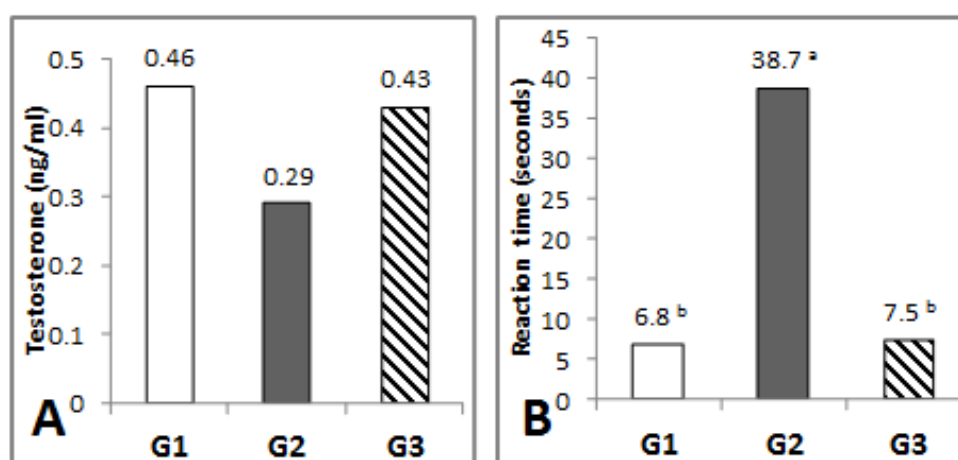 Testosterone (ng/ml)
0.5
0.4
0.3
0.2
0.1
0
0.46
0.29
0.43
G1 G2 G3
A
Reaction time (seconds)
45
40
35
30
25
20
15
10
5
0
6.8 ᵇ
38.7 ᵃ
7.5 ᵇ
G1 G2 G3
B